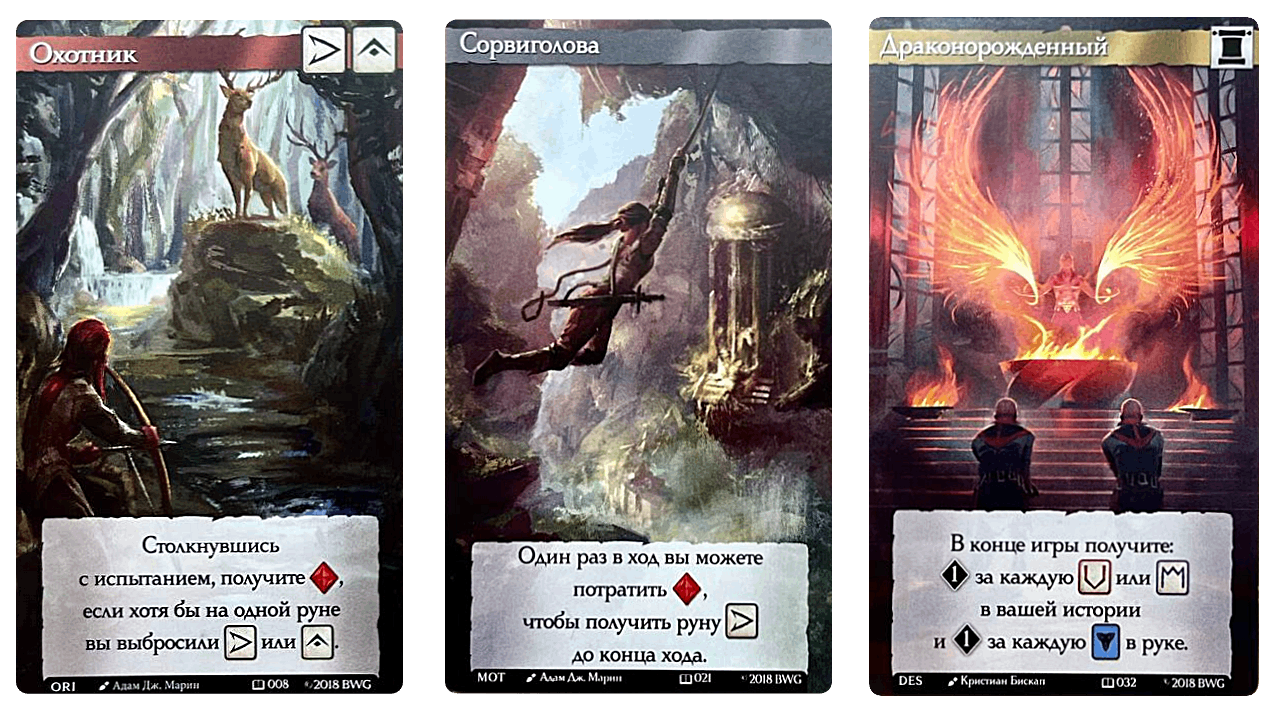 Охотник
Столкнувшись
с испытанием, получите ,
если хотя бы на одной руне
вы выбросили или .
ORI Адам Дж. Марин 008 2018 BWG
Сорвиголова
Один раз в ход вы можете
потратить ,
чтобы получить руну
до конца хода.
MOT Адам Дж. Марин 021 2018 BWG
Драконорожденный
В конце игры получите:
1 за каждую или
в вашей истории
и 1 за каждую в руке.
DES Кристиан Бискап 032 2018 BWG